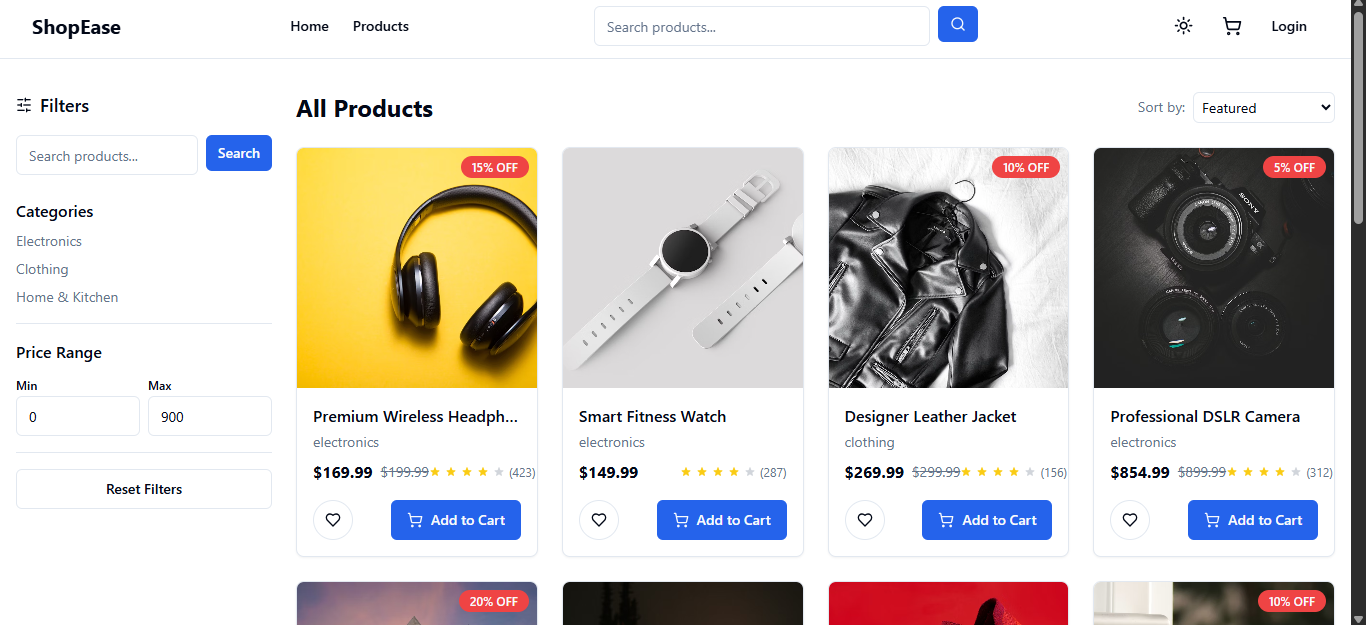 ShopEase
Home
Products
Search products...
Login
Filters
Search products...
Search
Categories
Electronics
Clothing
Home & Kitchen
Price Range
Min
Max
0
900
Reset Filters
All Products
Sort by:
Featured
15% OFF
Premium Wireless Headph...
electronics
$169.99 $199.99 (423)
Add to Cart
Smart Fitness Watch
electronics
$149.99 (287)
Add to Cart
10% OFF
Designer Leather Jacket
clothing
$269.99 $299.99 (156)
Add to Cart
5% OFF
SONY
Professional DSLR Camera
electronics
$854.99 $899.99 (312)
Add to Cart
20% OFF
10% OFF